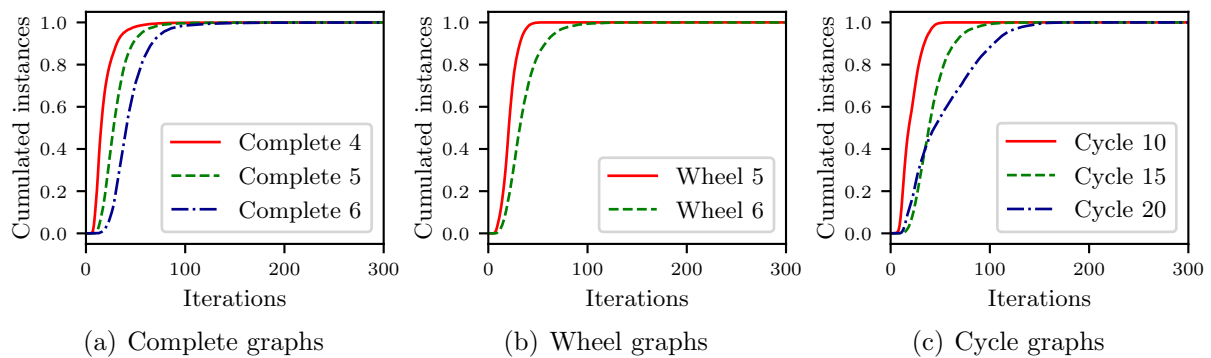 Cumulated instances
1.0
0.8
0.6
0.4
0.2
0.0
Complete 4
Complete 5
Complete 6
0 100 200 300
Iterations
(a) Complete graphs
Cumulated instances
1.0
0.8
0.6
0.4
0.2
0.0
Wheel 5
Wheel 6
0 100 200 300
Iterations
(b) Wheel graphs
Cumulated instances
1.0
0.8
0.6
0.4
0.2
0.0
Cycle 10
Cycle 15
Cycle 20
0 100 200 300
Iterations
(c) Cycle graphs